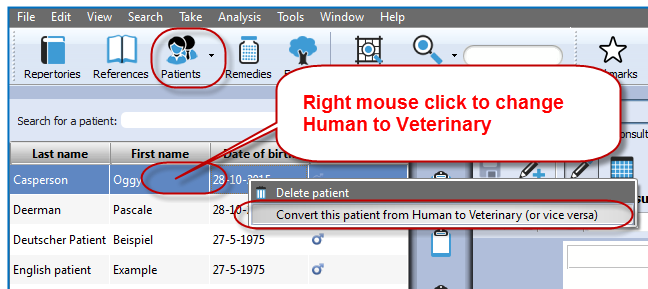 File Edit View Search Take Analysis Tools Window Help
Repertories References Patients Remedies
Right mouse click to change
Human to Veterinary
Search for a patient:
Last name First name Date of birt
Casperson Oggy 28-10-2015
Delete patient
Deerman Pascale 28-10-
Convert this patient from Human to Veterinary (or vice versa)
Deutscher Patient Beispiel 27-5-1975
English patient Example 27-5-1975